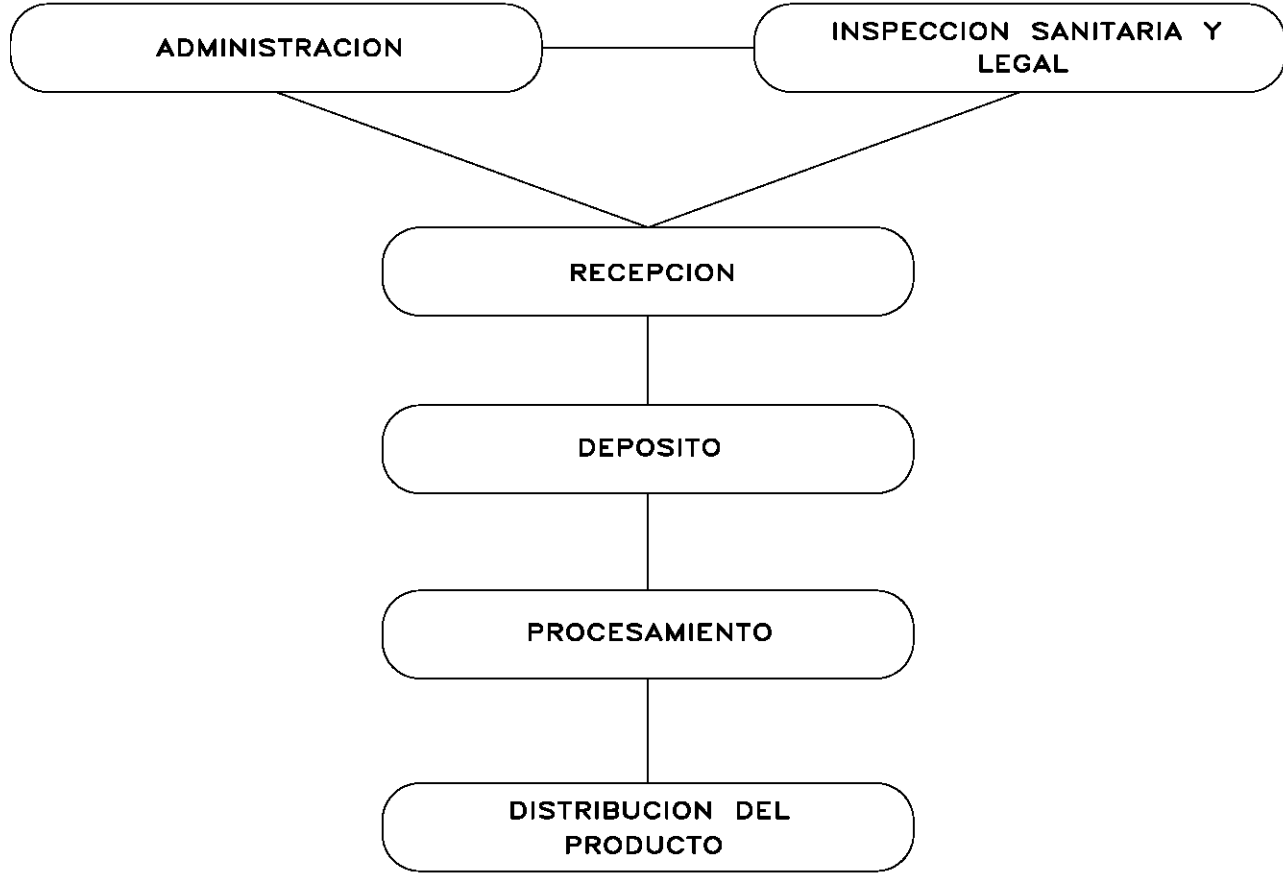 ADMINISTRACION
INSPECCION SANITARIA Y
LEGAL
RECEPCION
DEPOSITO
PROCESAMIENTO
DISTRIBUCION DEL
PRODUCTO